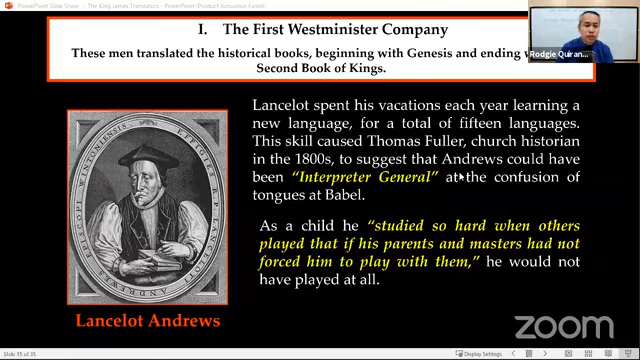 PowerPoint Slide Show - The King James Translators - PowerPoint (Product Activation Failed)
I. The First Westminister Company
These men translated the historical books, beginning with Genesis and ending
Second Book of Kings.
Rodgie Quiran...
Lancelot spent his vacations each year learning a
new language, for a total of fifteen languages.
This skill caused Thomas Fuller, church historian
in the 1800s, to suggest that Andrews could have
been "Interpreter General" at the confusion of
tongues at Babel.
As a child he "studied so hard when others
played that if his parents and masters had not
forced him to play with them," he would not
have played at all.
Lancelot Andrews
zoom
Slide 15 of 35
Display Settings